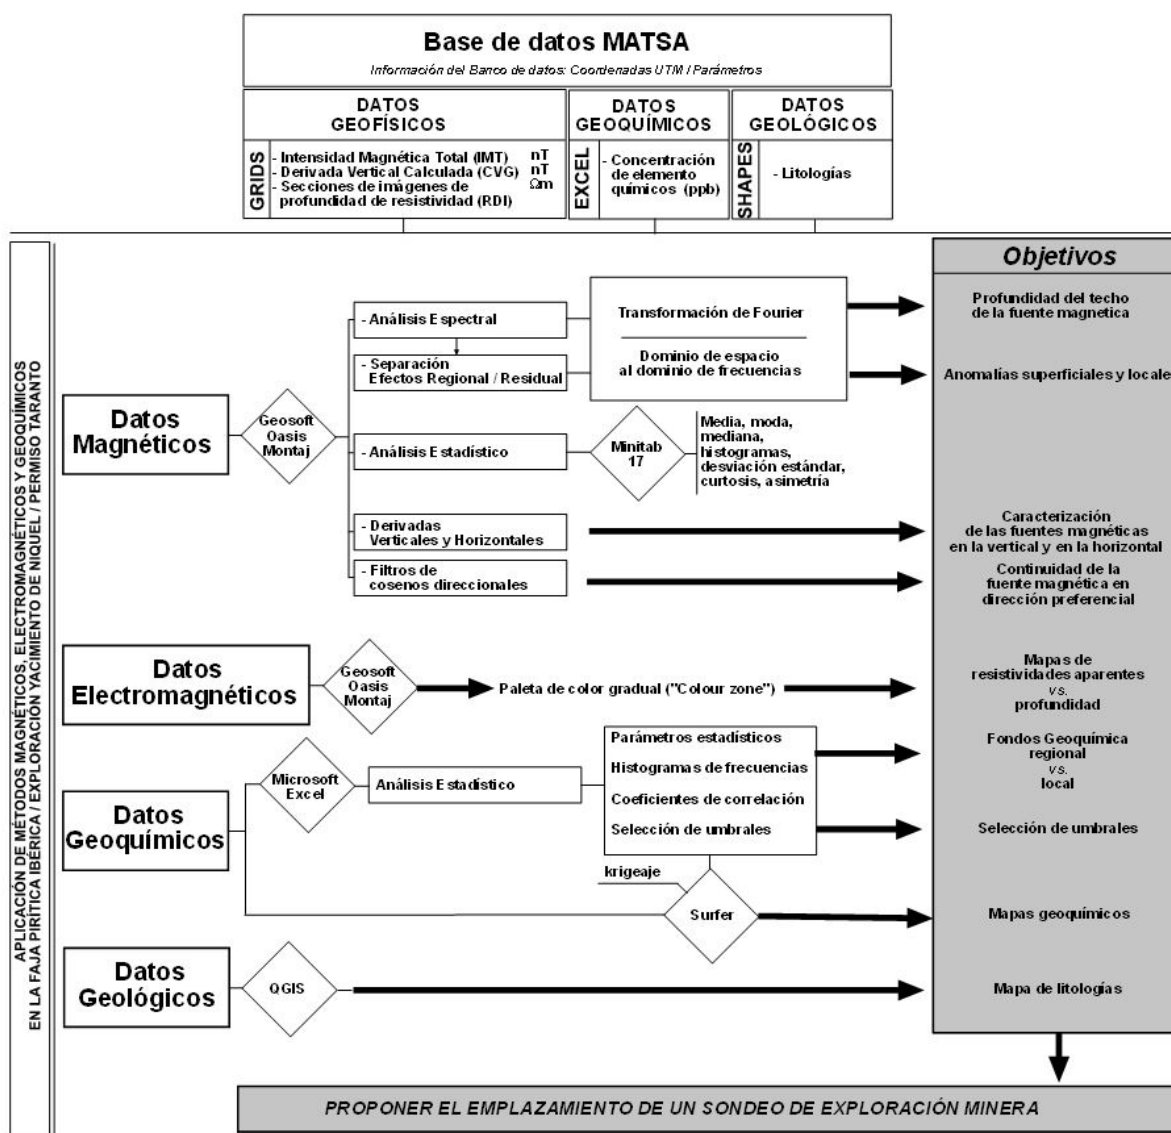 Base de datos MATSA
Información del Banco de datos: Coordenadas UTM / Parámetros
DATOS
GEOFÍSICOS
DATOS
GEOQUÍMICOS
DATOS
GEOLÓGICOS
GRIDS
- Intensidad Magnética Total (IMT) nT
- Derivada Vertical Calculada (CVG) nT
- Secciones de imágenes de Ωm
profundidad de resistividad (RDI)
EXCEL
- Concentración
de elemento
químicos (ppb)
SHAPES
- Litologías
APLICACIÓN DE MÉTODOS MAGNÉTICOS, ELECTROMAGNÉTICOS Y GEOQUÍMICOS
EN LA FAJA PIRÍTICA IBÉRICA / EXPLORACIÓN YACIMIENTO DE NIQUEL / PERMISO TARANTO
Datos
Magnéticos
Geosoft
Oasis
Montaj
- Análisis Espectral
- Separación
Efectos Regional / Residual
Transformación de Fourier
Dominio de espacio
al dominio de frecuencias
- Análisis Estadístico
Minitab
17
Media, moda,
mediana,
histogramas,
desviación estándar,
curtosis, asimetría
- Derivadas
Verticales y Horizontales
- Filtros de
cosenos direccionales
Datos
Electromagnéticos
Geosoft
Oasis
Montaj
Paleta de color gradual ("Colour zone")
Datos
Geoquímicos
Microsoft
Excel
Análisis Estadístico
Parámetros estadísticos
Histogramas de frecuencias
Coeficientes de correlación
Selección de umbrales
krigeaje
Surfer
Datos
Geológicos
QGIS
Objetivos
Profundidad del techo
de la fuente magnetica
Anomalías superficiales y locale
Caracterización
de las fuentes magnéticas
en la vertical y en la horizontal
Continuidad de la
fuente magnética en
dirección preferencial
Mapas de
resistividades aparentes
vs.
profundidad
Fondos Geoquímica
regional
vs.
local
Selección de umbrales
Mapas geoquímicos
Mapa de litologías
PROPONER EL EMPLAZAMIENTO DE UN SONDEO DE EXPLORACIÓN MINERA